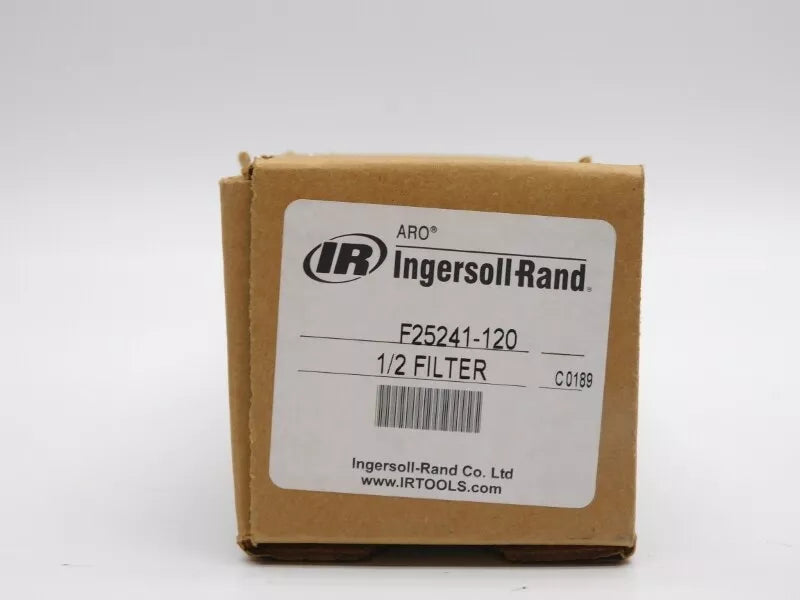 ARO®
IR Ingersoll-Rand®
F25241-120
1/2 FILTER C0189
Ingersoll-Rand Co. Ltd
www.IRTOOLS.com